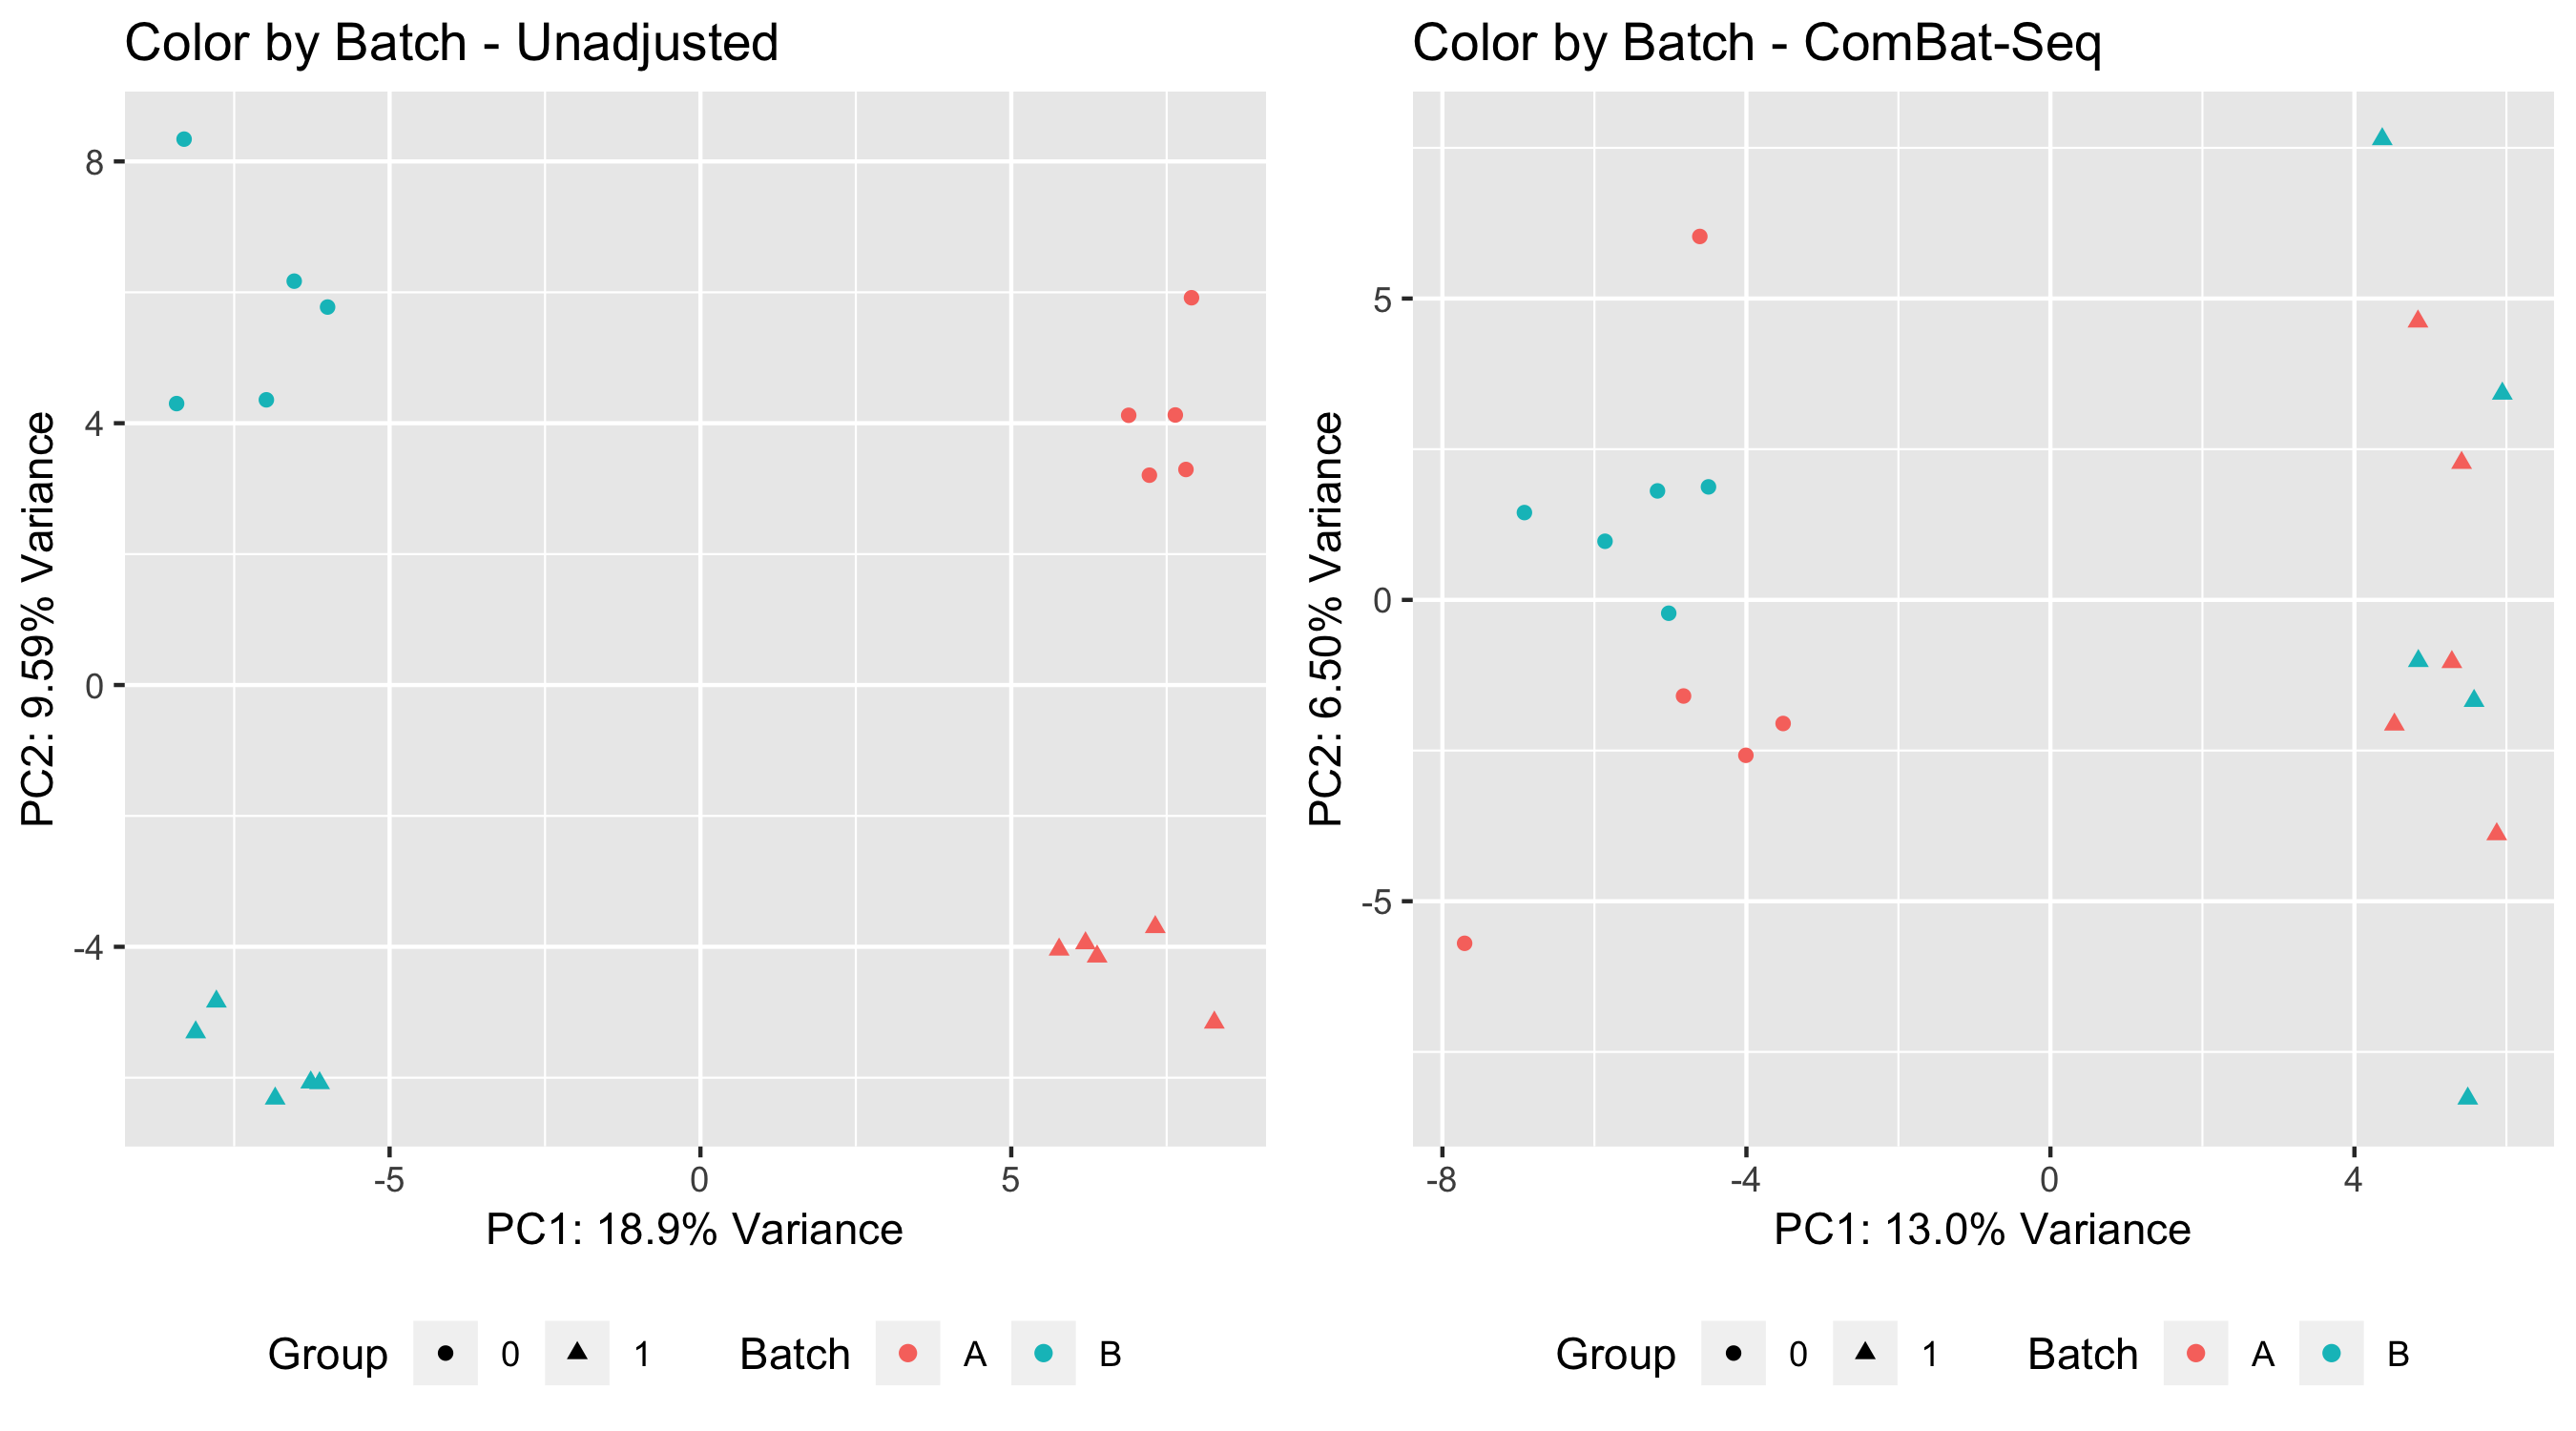 Color by Batch - Unadjusted
8
4
0
-4
PC2: 9.59% Variance
-5 0 5
PC1: 18.9% Variance
Group 0 1 Batch A B
Color by Batch - ComBat-Seq
5
0
-5
PC2: 6.50% Variance
-8 -4 0 4
PC1: 13.0% Variance
Group 0 1 Batch A B